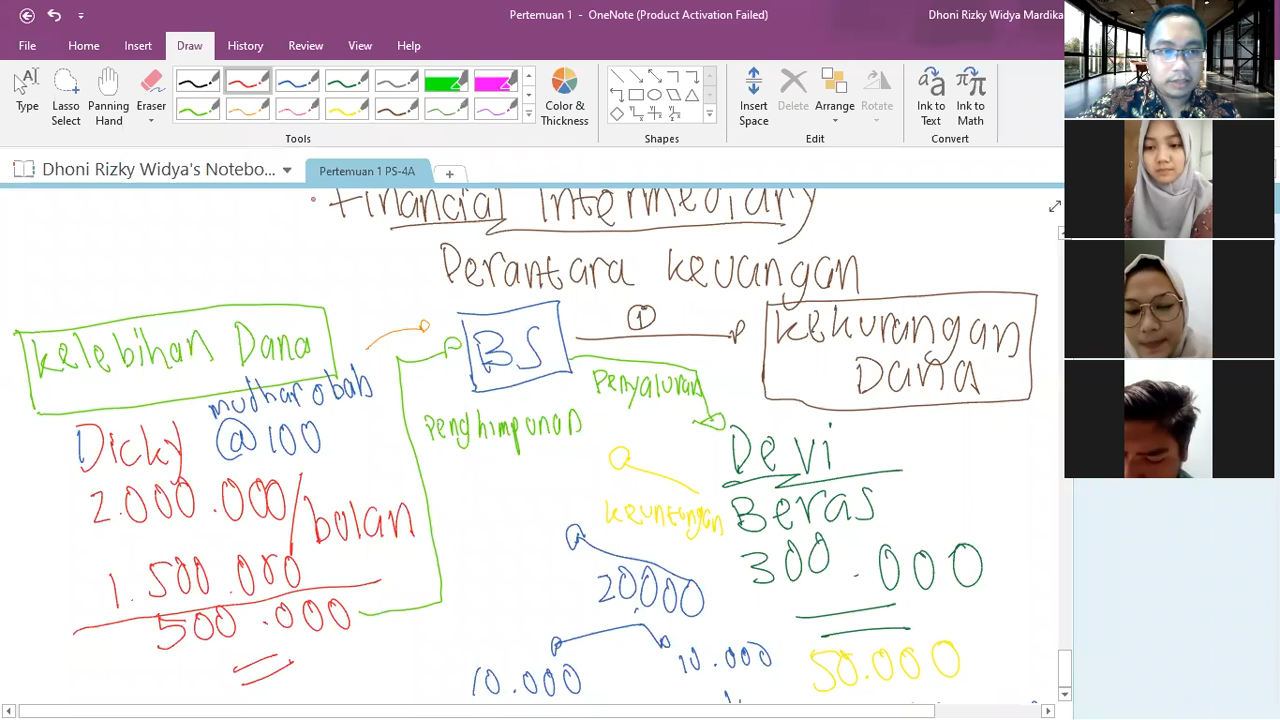 Pertemuan 1 - OneNote (Product Activation Failed)
Dhoni Rizky Widya Mardika
File Home Insert Draw History Review View Help
Type
Lasso Select
Panning Hand
Eraser
Color & Thickness
Insert Space
Delete
Arrange
Rotate
Ink to Text
Ink to Math
Tools
Shapes
Edit
Convert
Dhoni Rizky Widya's Notebo...
Pertemuan 1 PS-4A
Financial Intermediary
Perantara keuangan
Kelebihan Dana
BS
1
Kekurangan Dana
mudharobah
Penyaluran
Penghimpunan
Dicky @100
Devi
2.000.000/bulan
Beras
keuntungan
300.000
1.500.000
20.000
500.000
50.000
10.000
10.000